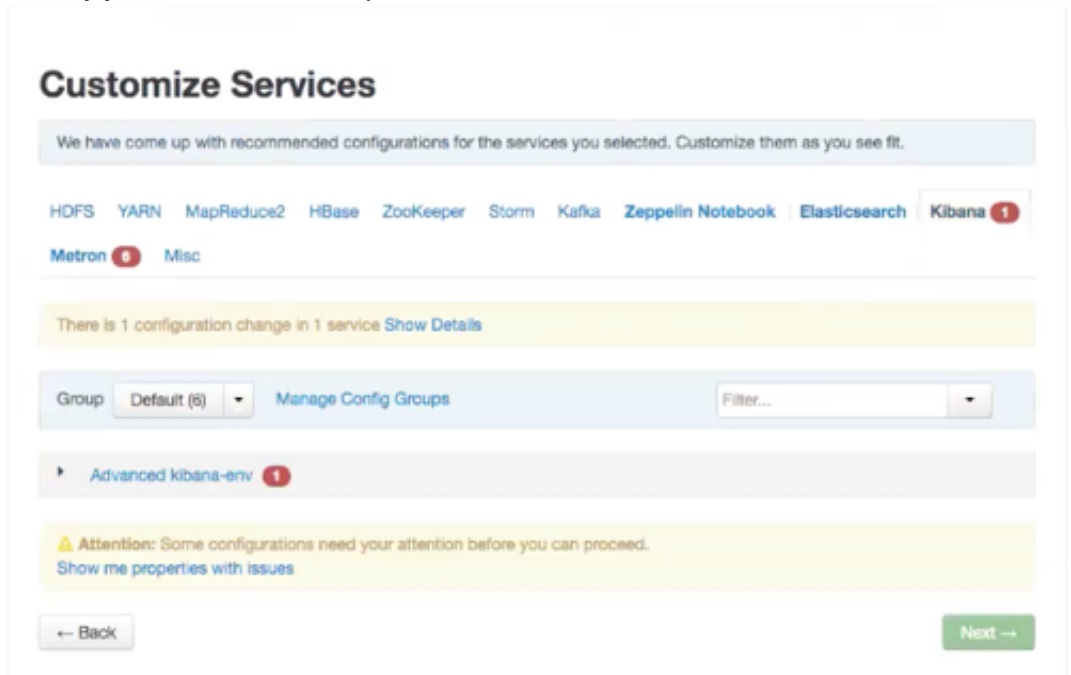 Customize Services
We have come up with recommended configurations for the services you selected. Customize them as you see fit.
HDFS YARN MapReduce2 HBase ZooKeeper Storm Kafka Zeppelin Notebook Elasticsearch Kibana 1
Metron 6 Misc
There is 1 configuration change in 1 service Show Details
Group Default (6) Manage Config Groups Filter...
Advanced kibana-env 1
Attention: Some configurations need your attention before you can proceed.
Show me properties with issues
← Back Next →